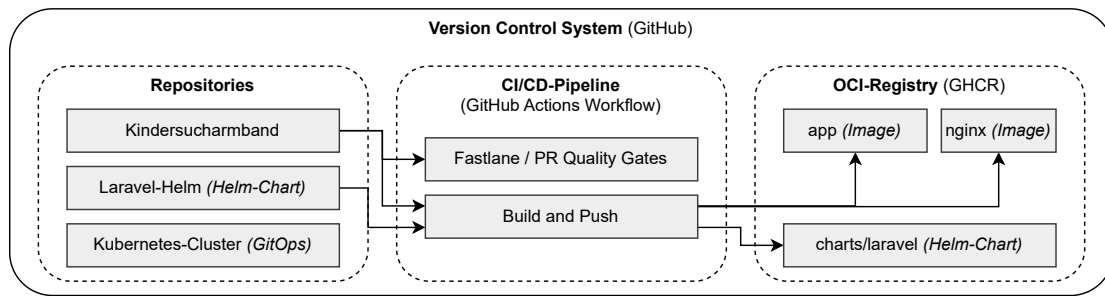 Version Control System (GitHub)
Repositories
Kindersucharmband
Laravel-Helm (Helm-Chart)
Kubernetes-Cluster (GitOps)
CI/CD-Pipeline
(GitHub Actions Workflow)
Fastlane / PR Quality Gates
Build and Push
OCI-Registry (GHCR)
app (Image)
nginx (Image)
charts/laravel (Helm-Chart)